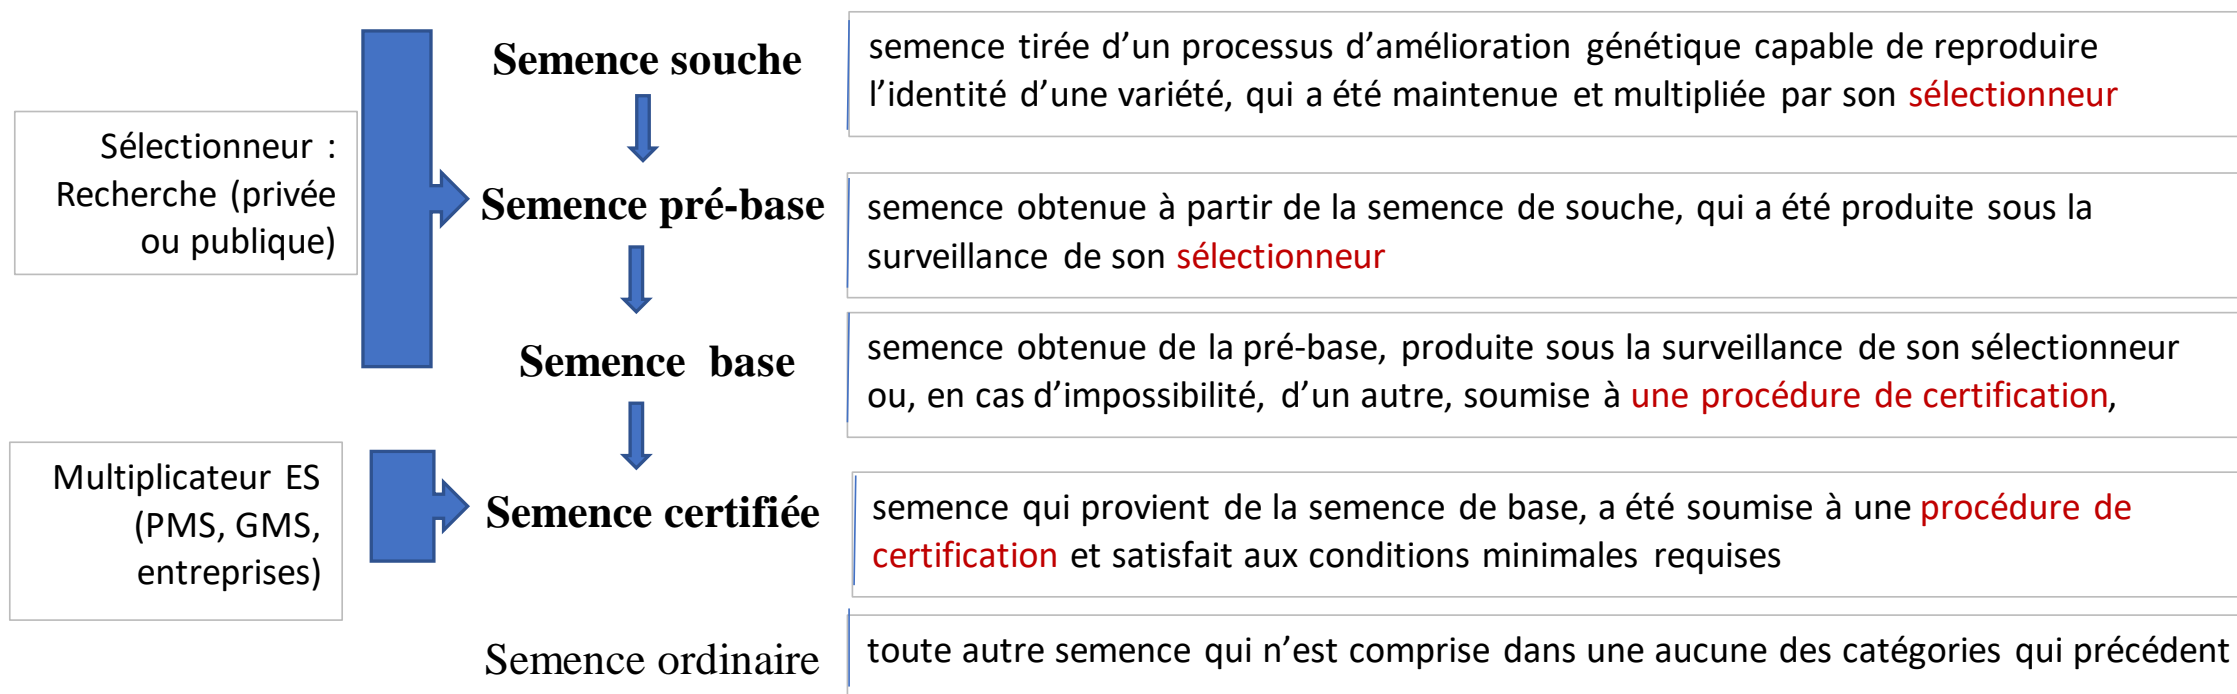 Semence souche
semence tirée d’un processus d’amélioration génétique capable de reproduire
l’identité d’une variété, qui a été maintenue et multipliée par son sélectionneur
Sélectionneur :
Recherche (privée
ou publique)
Semence pré-base
semence obtenue à partir de la semence de souche, qui a été produite sous la
surveillance de son sélectionneur
Semence base
semence obtenue de la pré-base, produite sous la surveillance de son sélectionneur
ou, en cas d’impossibilité, d’un autre, soumise à une procédure de certification,
Multiplicateur ES
(PMS, GMS,
entreprises)
Semence certifiée
semence qui provient de la semence de base, a été soumise à une procédure de
certification et satisfait aux conditions minimales requises
Semence ordinaire
toute autre semence qui n’est comprise dans une aucune des catégories qui précédent